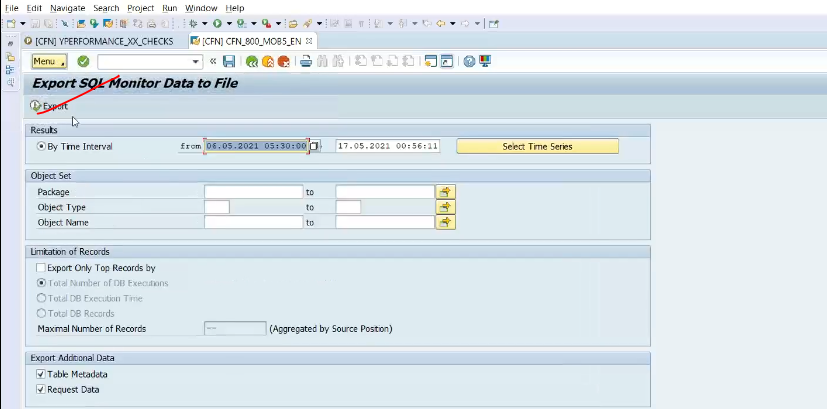 File Edit Navigate Search Project Run Window Help
[CFN] YPERFORMANCE_XX_CHECKS [CFN] CFN_800_MOB5_EN
Menu
Export SQL Monitor Data to File
Export
Results
By Time Interval from 06.05.2021 05:30:00 17.05.2021 00:56:11 Select Time Series
Object Set
Package to
Object Type to
Object Name to
Limitation of Records
Export Only Top Records by
Total Number of DB Executions
Total DB Execution Time
Total DB Records
Maximal Number of Records -- (Aggregated by Source Position)
Export Additional Data
Table Metadata
Request Data